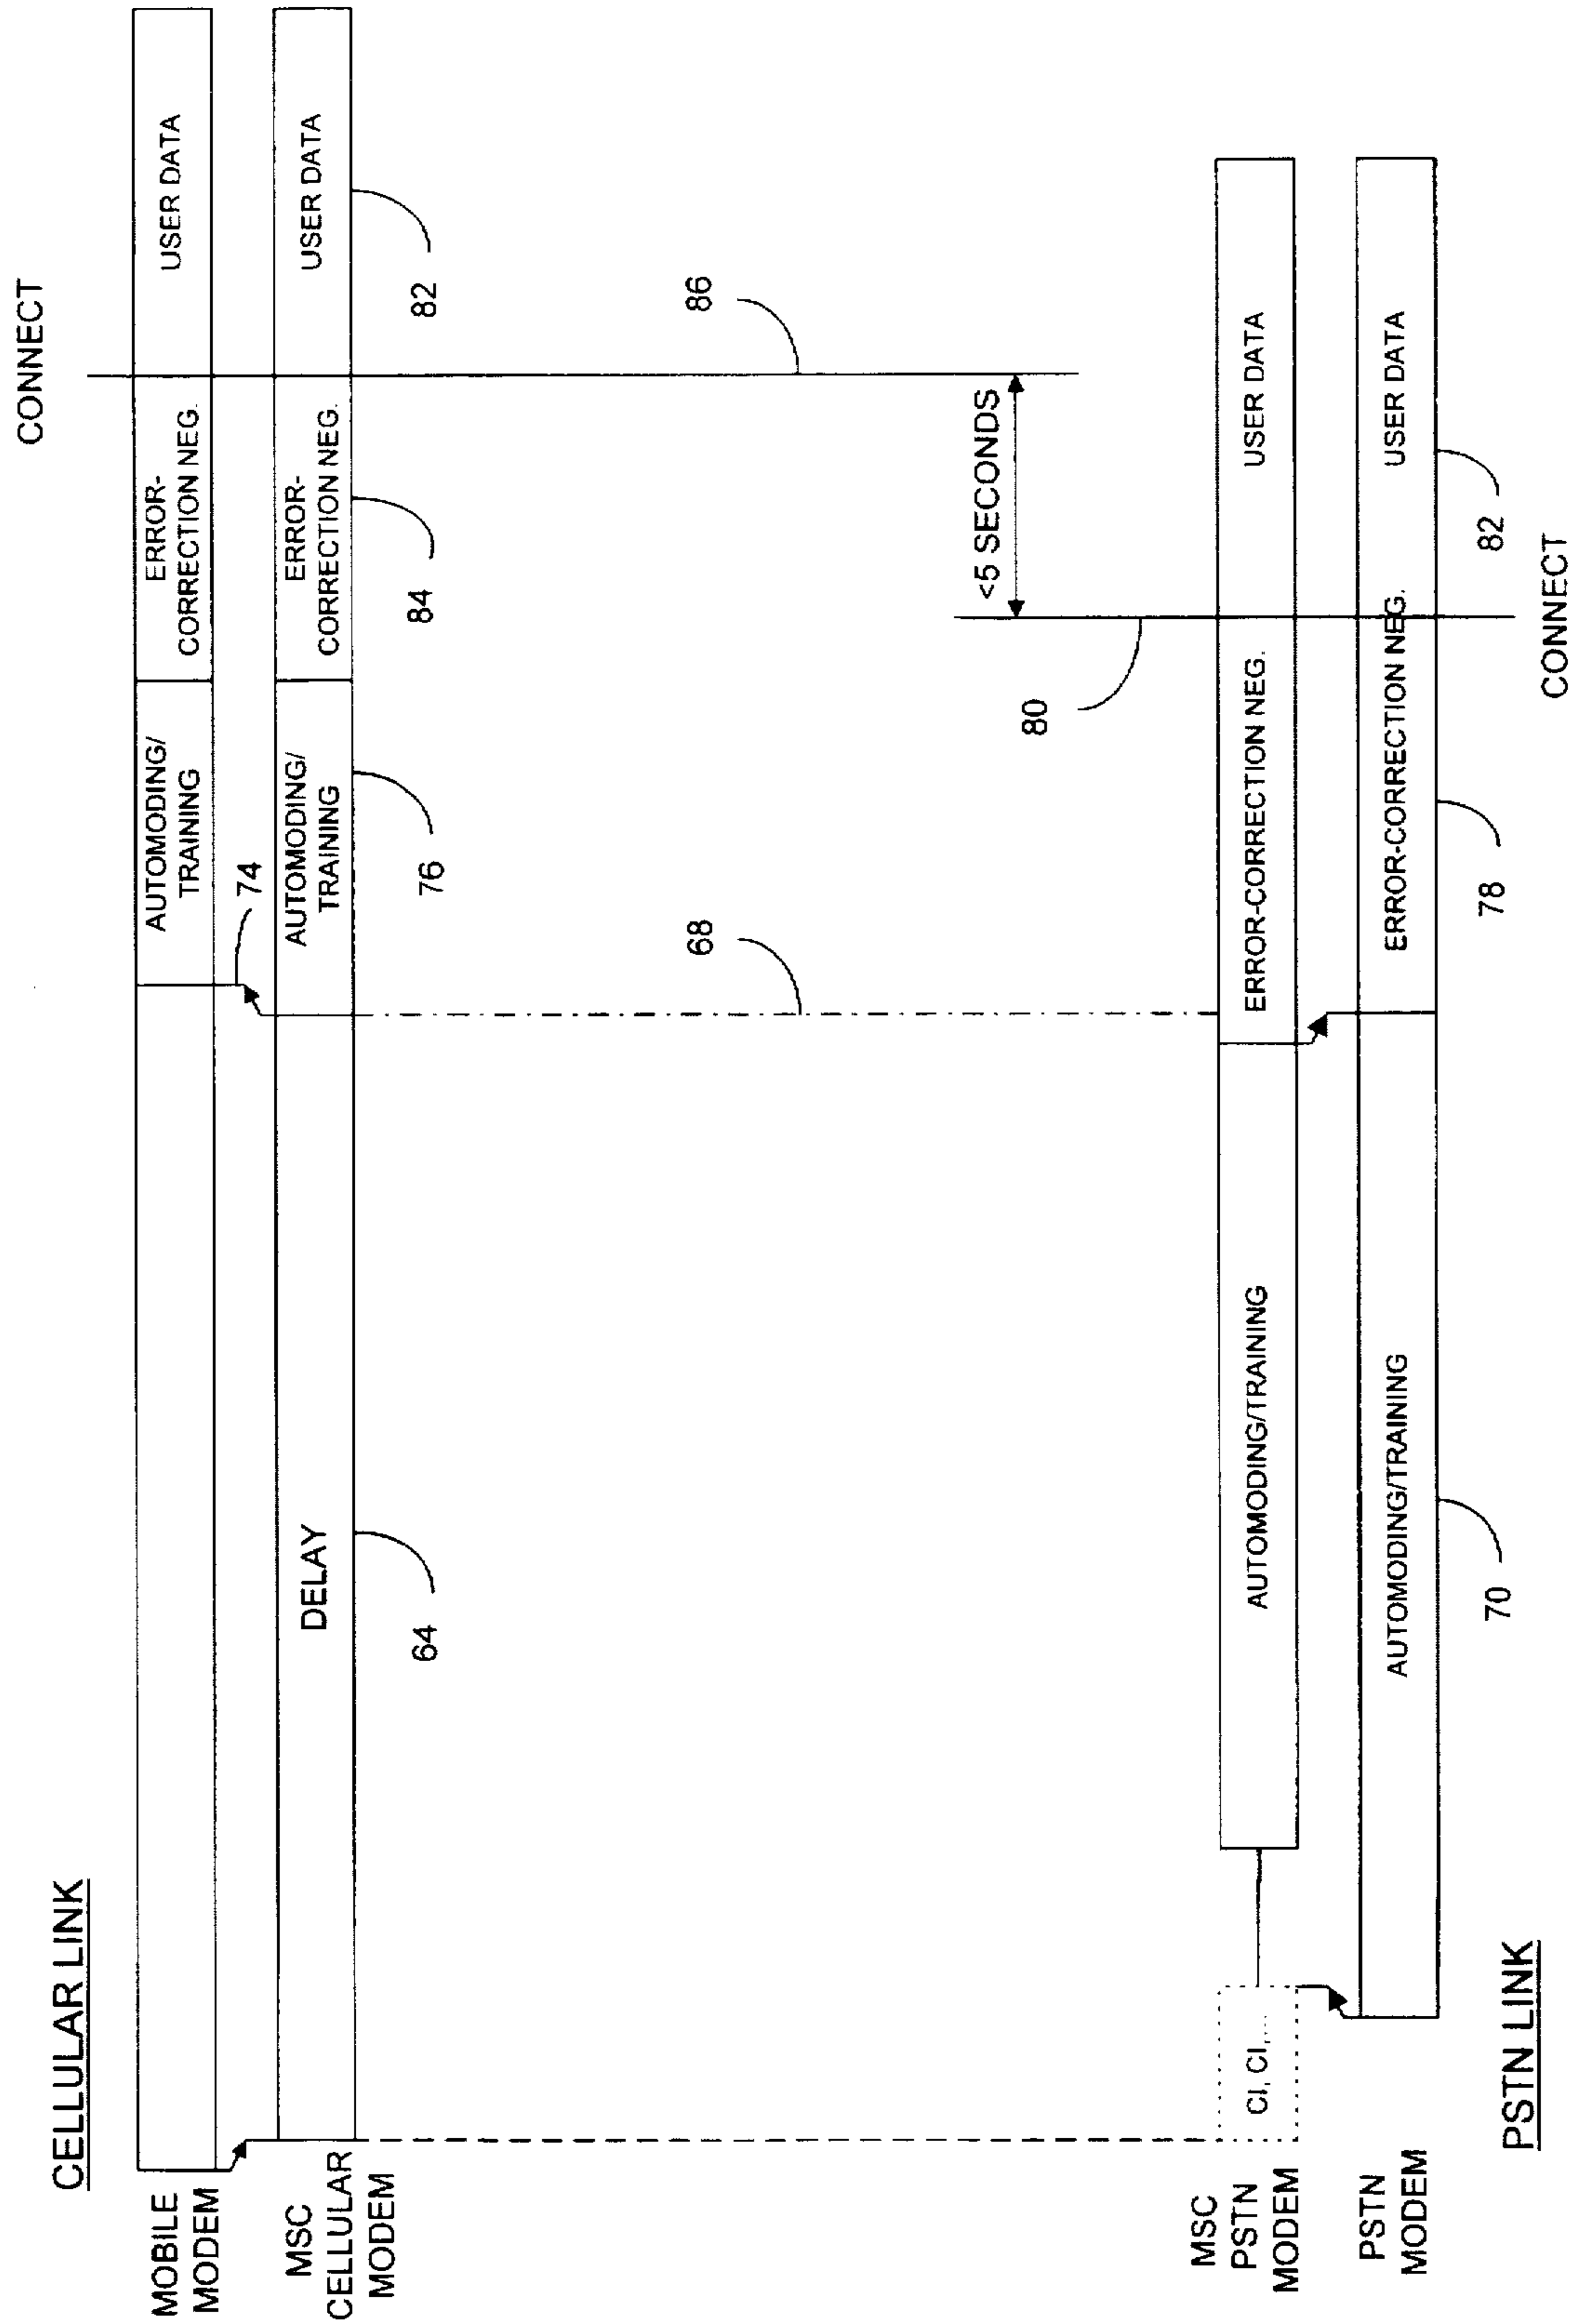 CELLULAR LINK
CONNECT
MOBILE
MODEM
AUTOMODING/
TRAINING
ERROR-
CORRECTION NEG.
USER DATA
74
MSC
CELLULAR
MODEM
DELAY
AUTOMODING/
TRAINING
ERROR-
CORRECTION NEG.
USER DATA
64
76
84
82
68
86
<5 SECONDS
80
MSC
PSTN
MODEM
CI, CI, ...
AUTOMODING/TRAINING
ERROR-CORRECTION NEG.
USER DATA
PSTN
MODEM
AUTOMODING/TRAINING
ERROR-CORRECTION NEG.
USER DATA
70
78
82
PSTN LINK
CONNECT